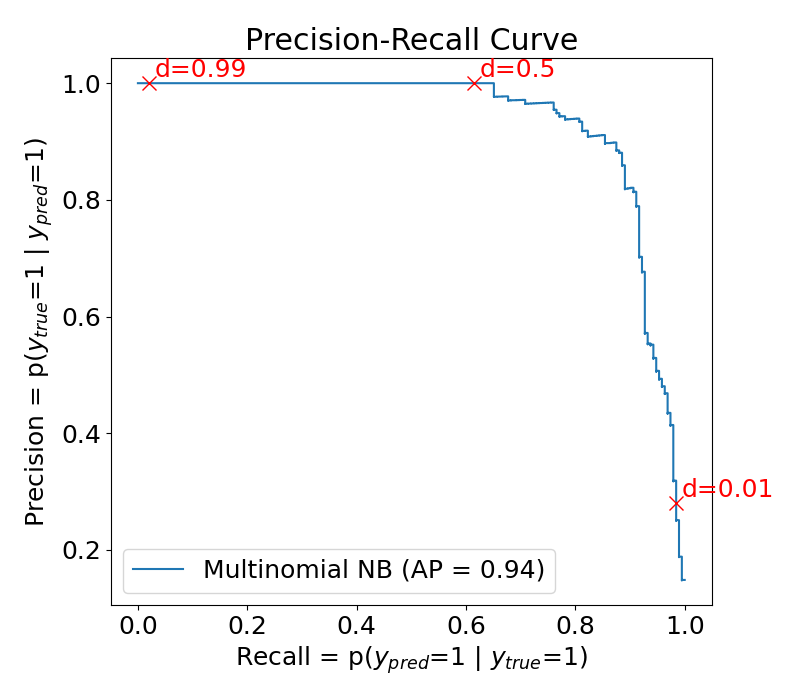 Precision-Recall Curve
d=0.99
d=0.5
1.0
0.8
0.6
0.4
0.2
Precision = p(y_true=1 | y_pred=1)
d=0.01
Multinomial NB (AP = 0.94)
0.0 0.2 0.4 0.6 0.8 1.0
Recall = p(y_pred=1 | y_true=1)